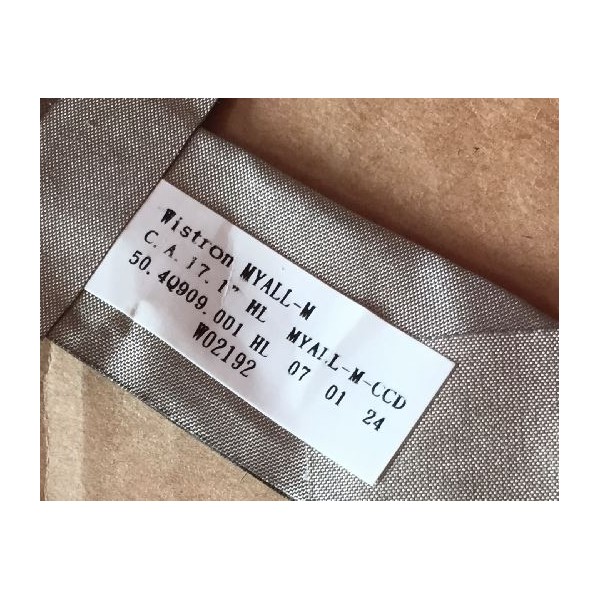 Wistron MYALL-M
C.A.17.1" HL MYALL-M-CCD
50.4Q909.001 HL 07 01 24
W02192